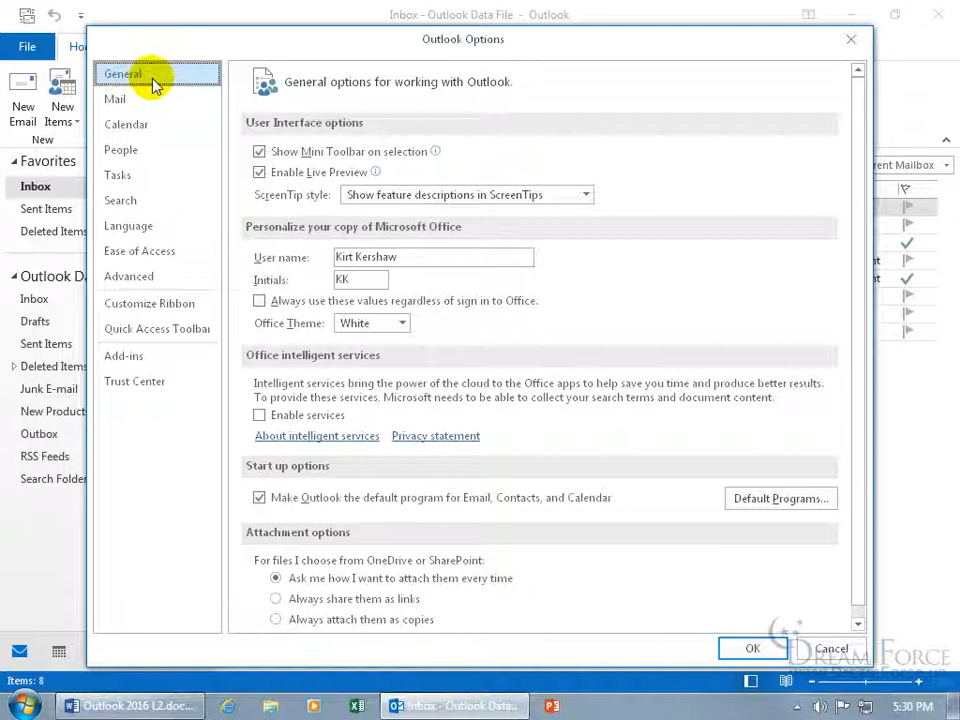 Inbox - Outlook Data File - Outlook
Outlook Options
File
General
General options for working with Outlook.
Mail
User Interface options
Calendar
New Email
New Items
New
Show Mini Toolbar on selection
People
Favorites
Enable Live Preview
Tasks
ScreenTip style: Show feature descriptions in ScreenTips
Inbox
Search
Sent Items
Personalize your copy of Microsoft Office
Language
Deleted Items
User name: Kirt Kershaw
Ease of Access
Initials: KK
Advanced
Always use these values regardless of sign in to Office.
Customize Ribbon
Office Theme: White
Quick Access Toolbar
Office intelligent services
Add-ins
Intelligent services bring the power of the cloud to the Office apps to help save you time and produce better results.
To provide these services, Microsoft needs to be able to collect your search terms and document content.
Trust Center
Enable services
About intelligent services Privacy statement
Start up options
Make Outlook the default program for Email, Contacts, and Calendar
Default Programs...
Attachment options
For files I choose from OneDrive or SharePoint:
Ask me how I want to attach them every time
Always share them as links
Always attach them as copies
OK
Cancel
Inbox
Drafts
Sent Items
Deleted Items
Junk E-mail
Outbox
RSS Feeds
Dream Force
Items: 8
Outlook 2016 L2.doc...
Inbox - Outlook Data...
5:30 PM